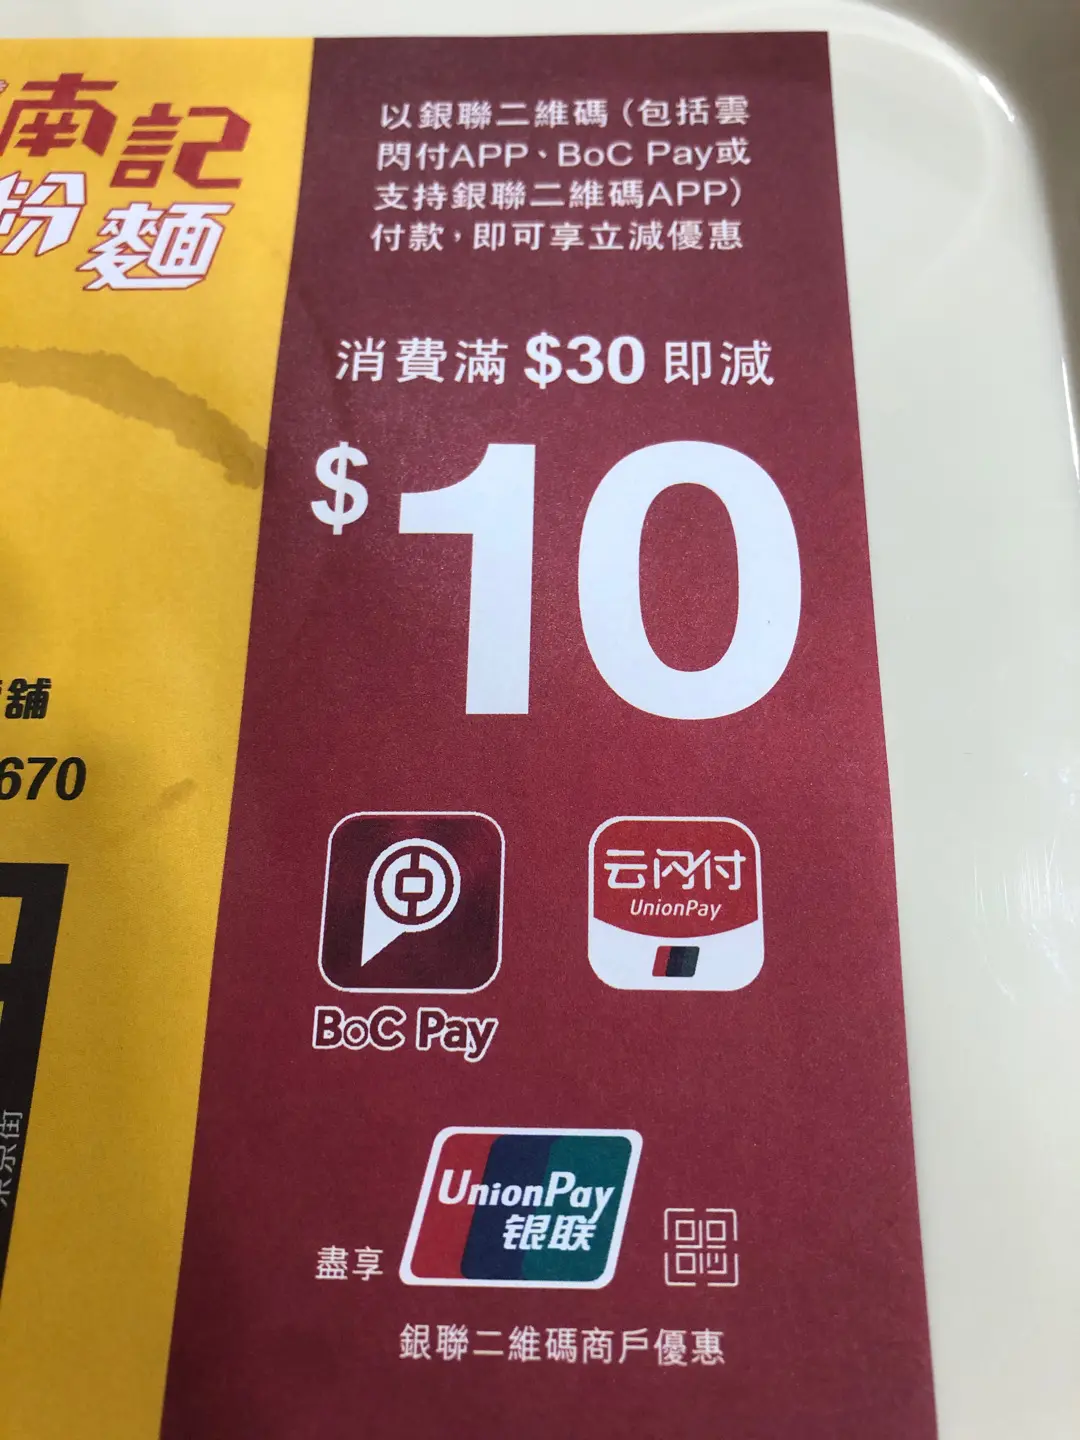 南記
粉麵
舖
670
以銀聯二維碼（包括雲
閃付APP、BoC Pay或
支持銀聯二維碼APP）
付款，即可享立減優惠
消費滿 $30 即減
$10
BoC Pay
云闪付
UnionPay
UnionPay
银联
盡享
銀聯二維碼商戶優惠
京街